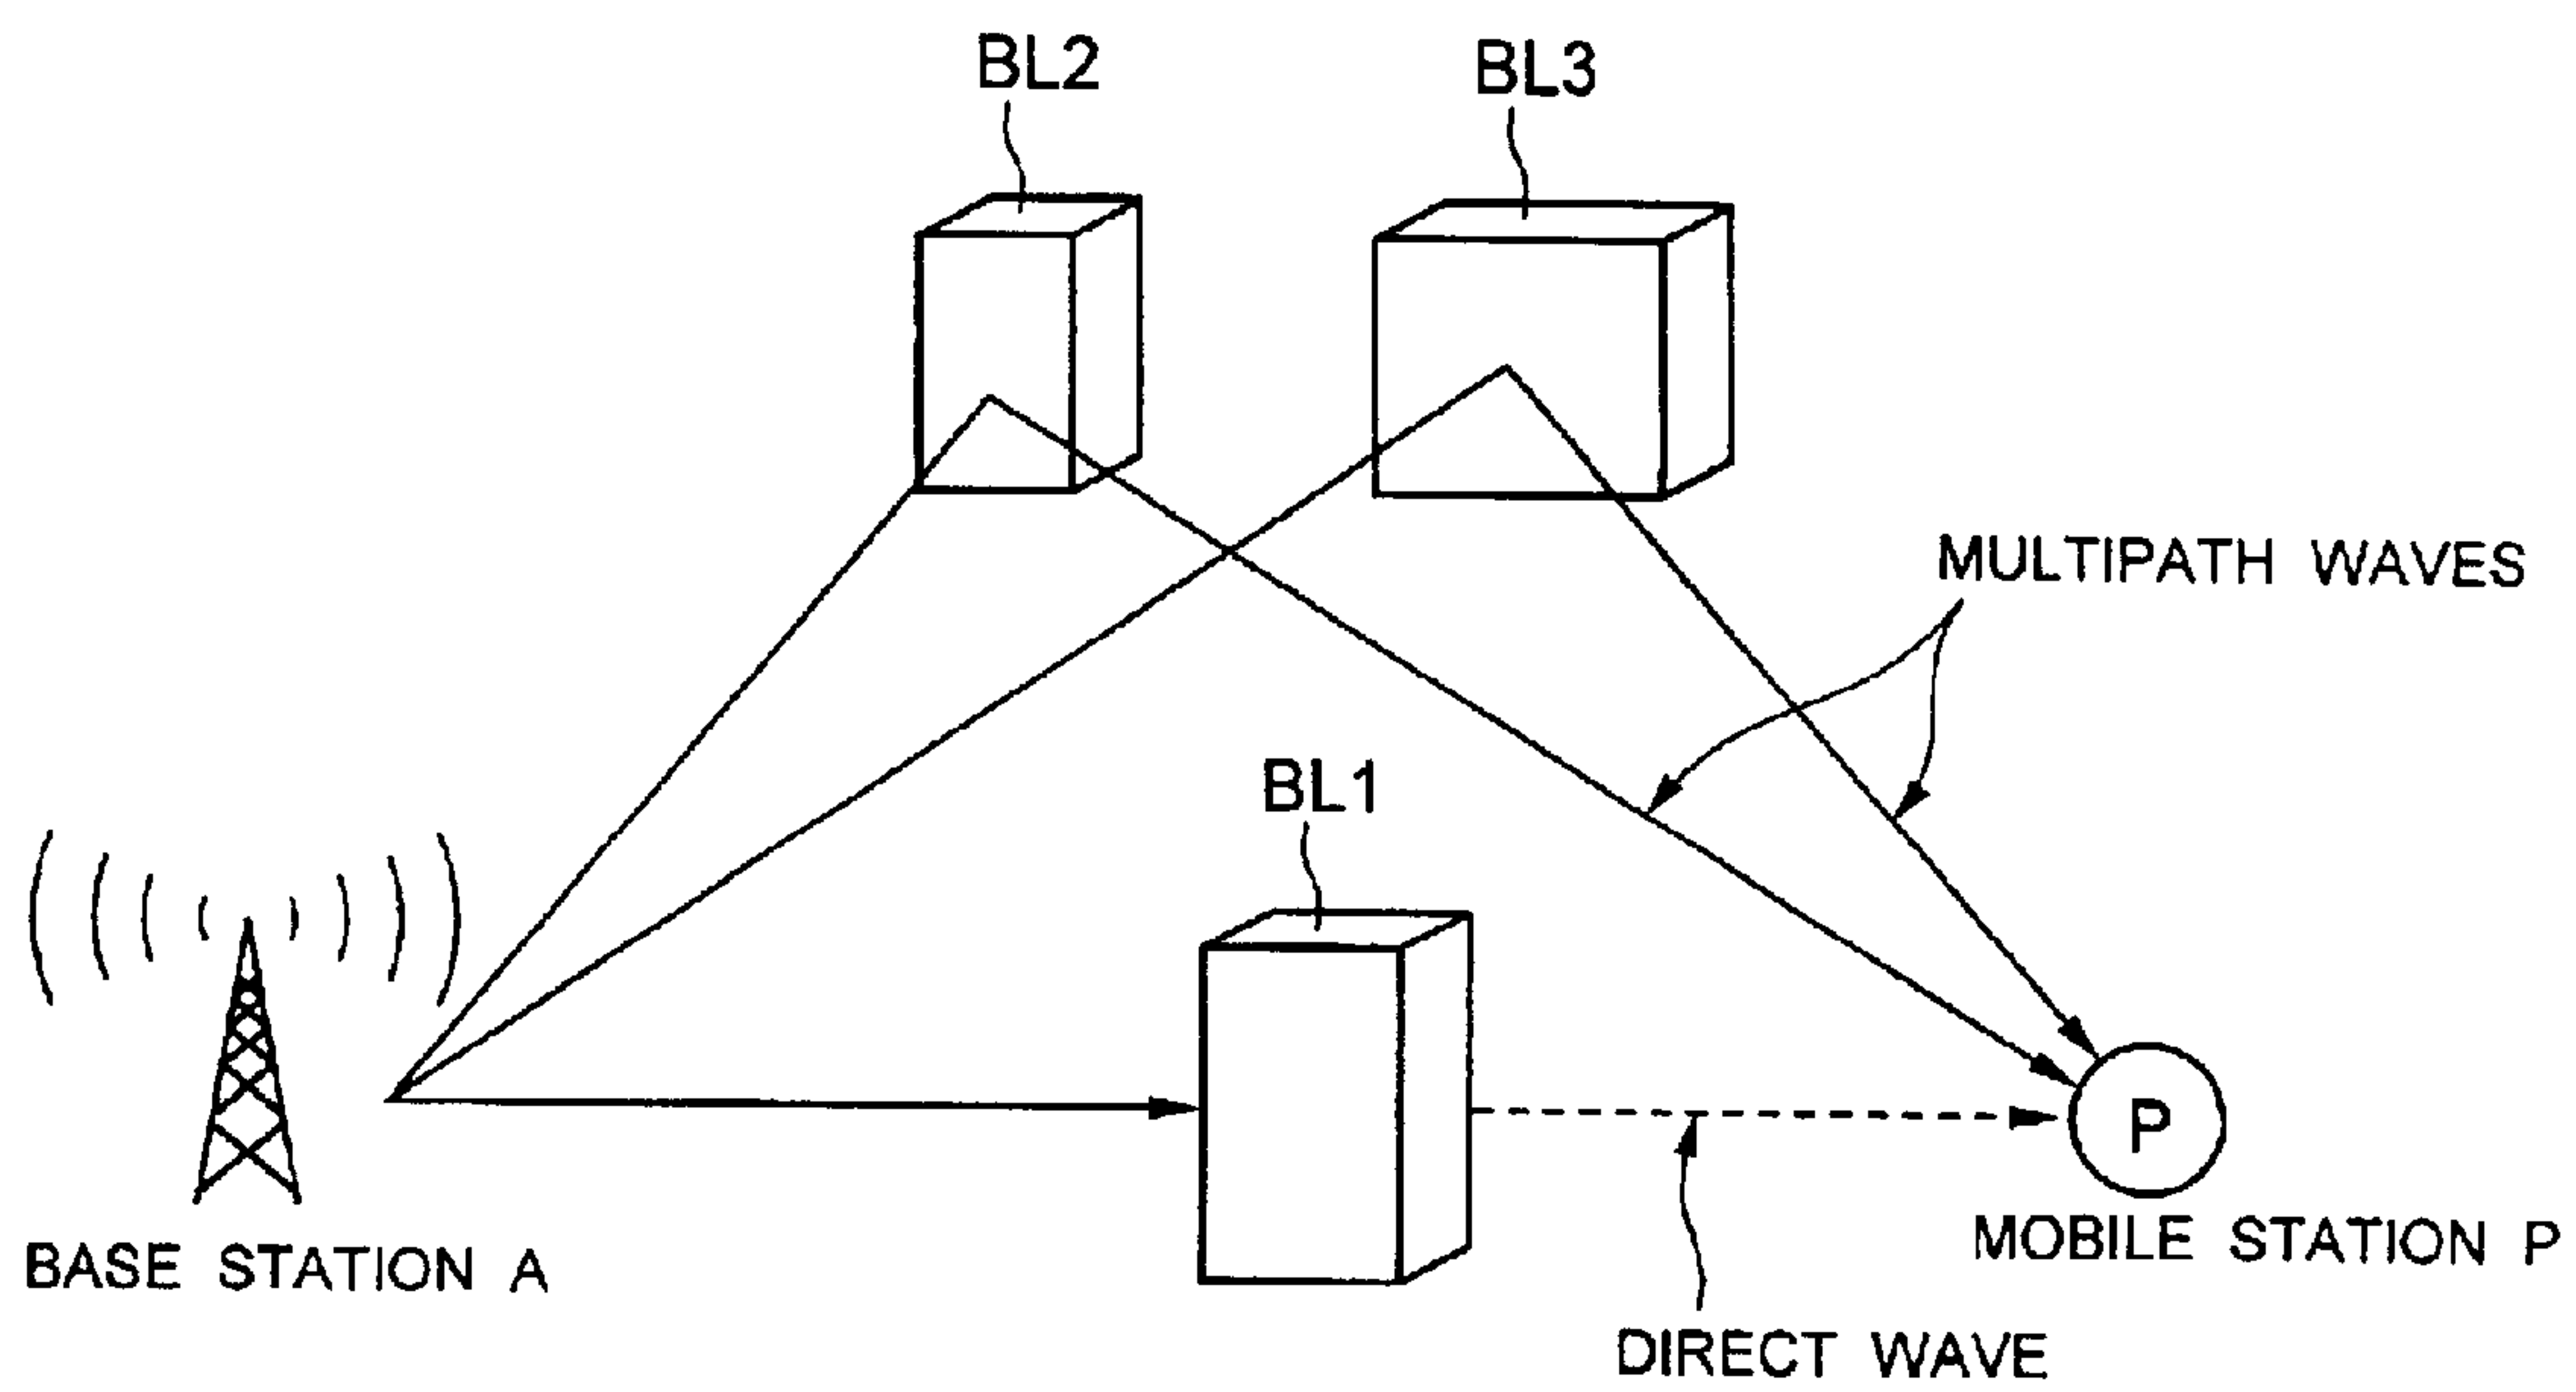 BL2
BL3
MULTIPATH WAVES
BL1
P
BASE STATION A
MOBILE STATION P
DIRECT WAVE